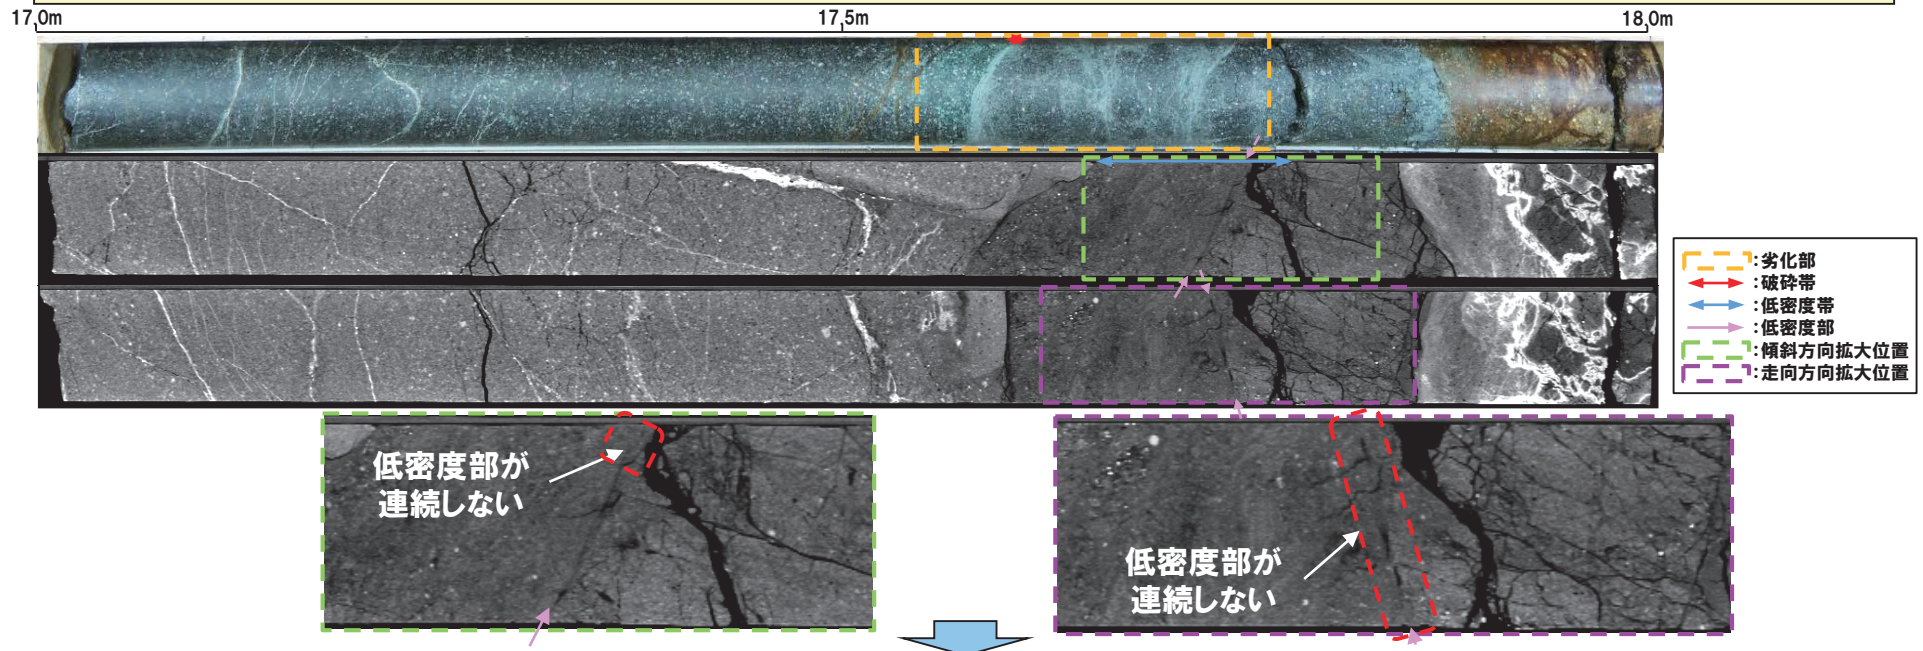 17.0m
17.5m
18.0m
:劣化部
:破砕帯
:低密度帯
:低密度部
:傾斜方向拡大位置
:走向方向拡大位置
低密度部が
連続しない
低密度部が
連続しない